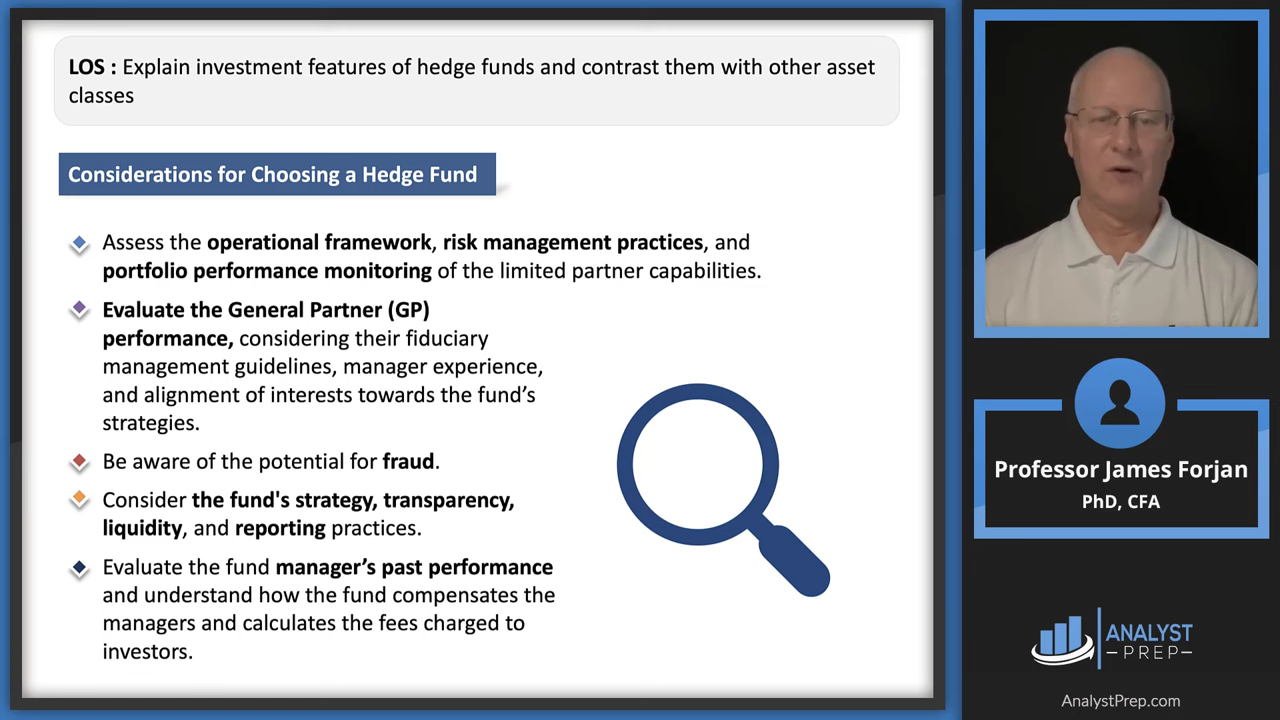 LOS : Explain investment features of hedge funds and contrast them with other asset
classes
Considerations for Choosing a Hedge Fund
Assess the operational framework, risk management practices, and
portfolio performance monitoring of the limited partner capabilities.
Evaluate the General Partner (GP)
performance, considering their fiduciary
management guidelines, manager experience,
and alignment of interests towards the fund’s
strategies.
Be aware of the potential for fraud.
Consider the fund's strategy, transparency,
liquidity, and reporting practices.
Evaluate the fund manager’s past performance
and understand how the fund compensates the
managers and calculates the fees charged to
investors.
Professor James Forjan
PhD, CFA
ANALYST
PREP
AnalystPrep.com